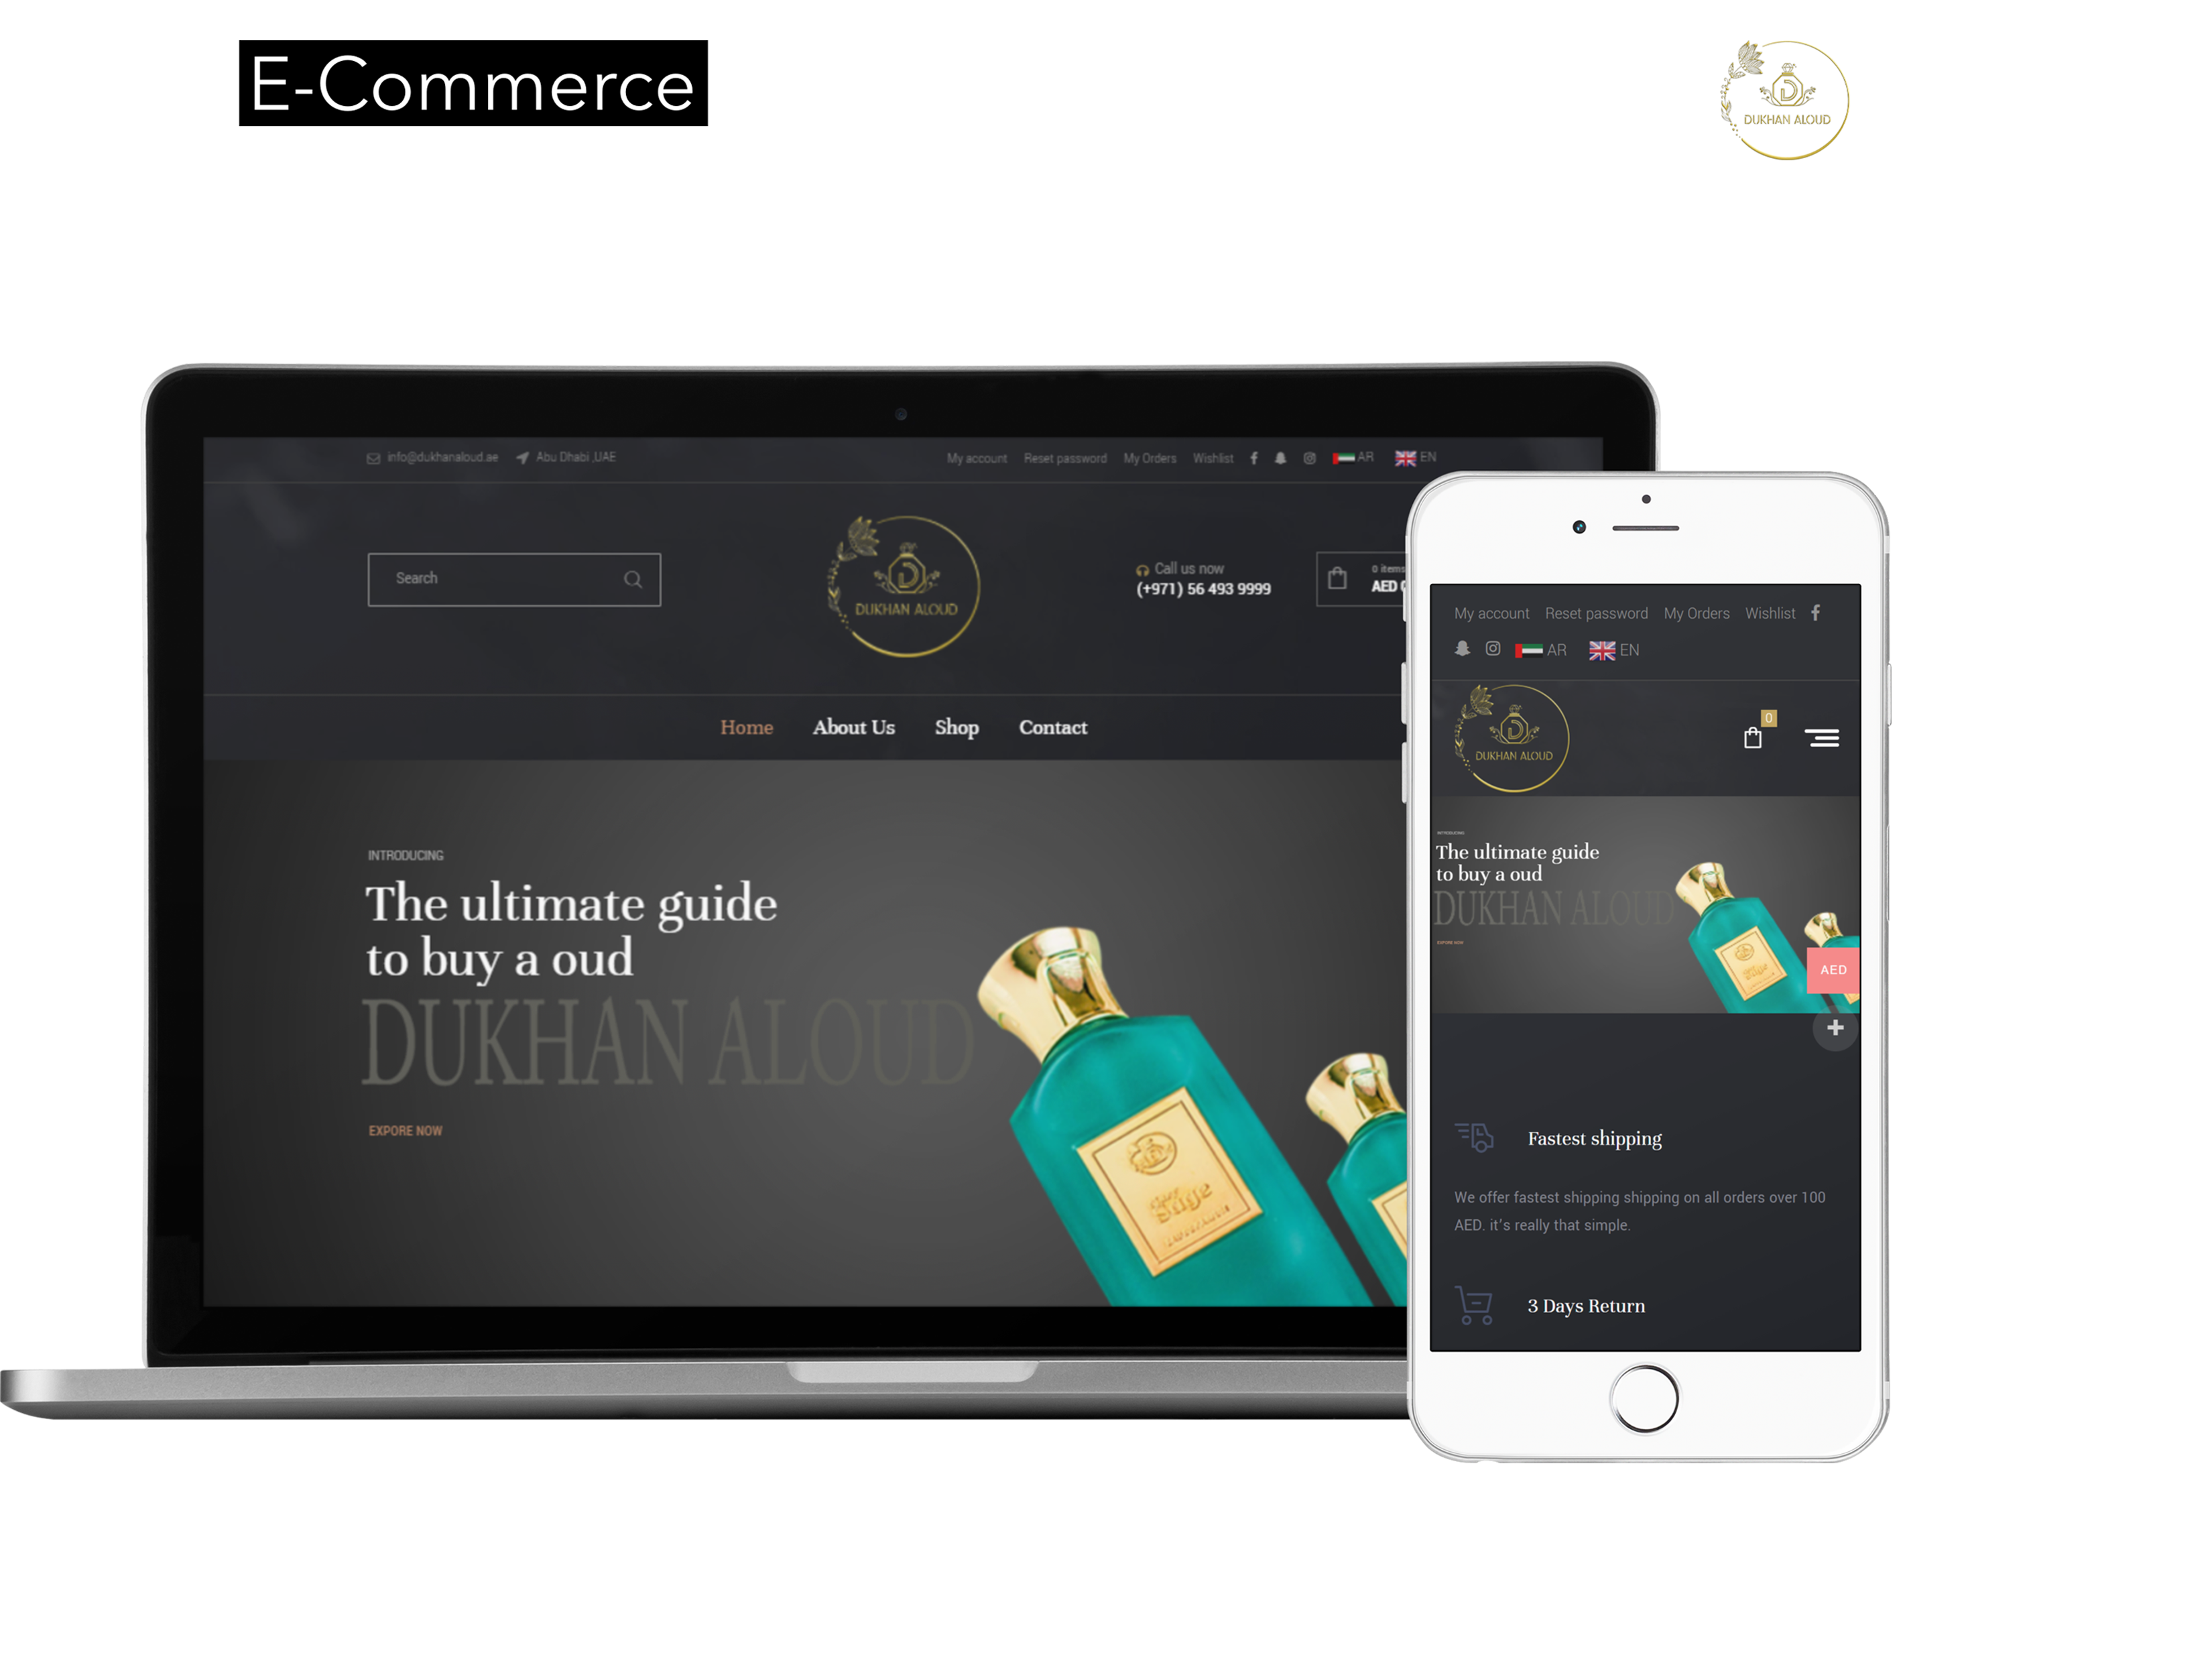 E-Commerce
DUKHAN ALOUD
info@dukhanaloud.ae Abu Dhabi ,UAE My account Reset password My Orders Wishlist AR EN
Search
DUKHAN ALOUD
Call us now
(+971) 56 493 9999
0 items
AED
Home About Us Shop Contact
INTRODUCING
The ultimate guide
to buy a oud
DUKHAN ALOUD
EXPORE NOW
My account Reset password My Orders Wishlist
AR EN
DUKHAN ALOUD
0
INTRODUCING
The ultimate guide
to buy a oud
DUKHAN ALOUD
EXPORE NOW
AED
Fastest shipping
We offer fastest shipping shipping on all orders over 100
AED. it's really that simple.
3 Days Return